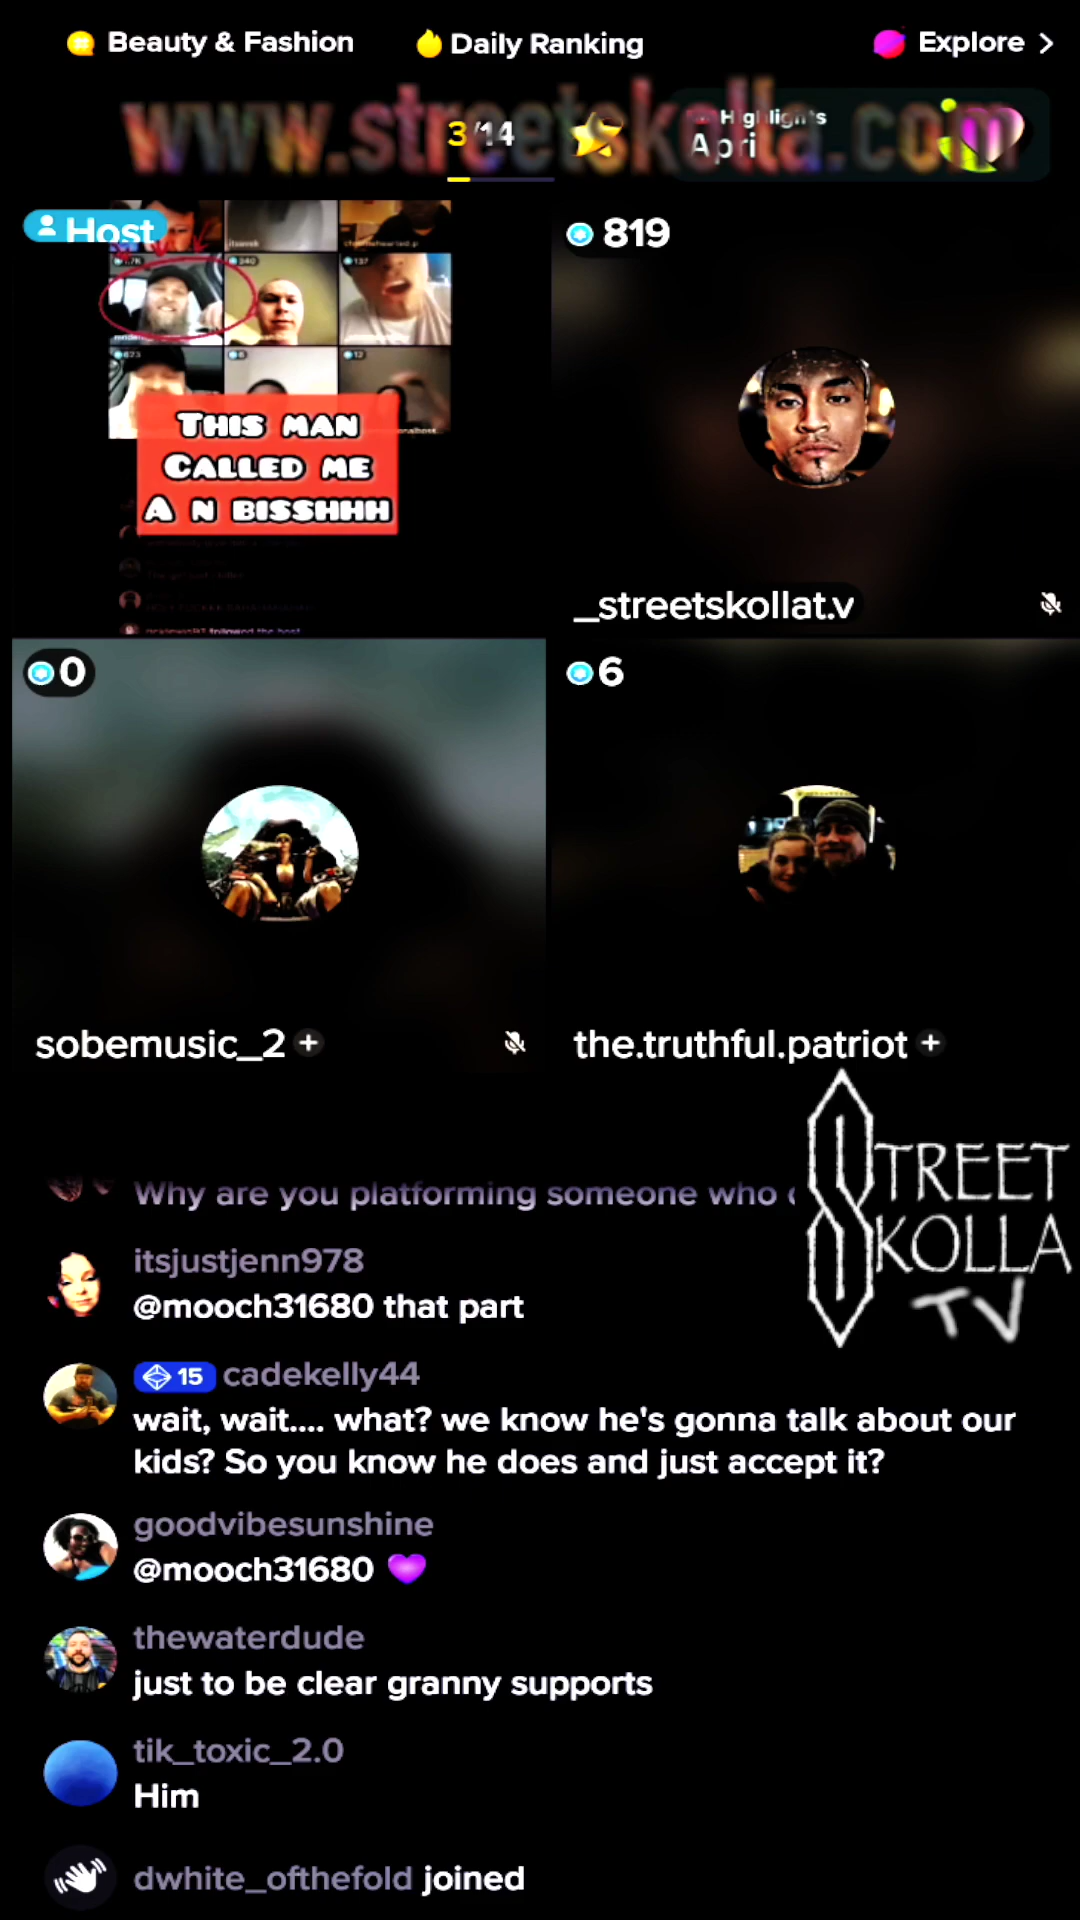 Beauty & Fashion
Daily Ranking
Explore >
www.streetskolla.com
3/14
Highlights
April
Host
THIS MAN
CALLED ME
A N BISSHHH
819
_streetskollat.v
0
6
sobemusic_2 +
the.truthful.patriot +
STREET
SKOLLA
TV
Why are you platforming someone who
itsjustjenn978
@mooch31680 that part
15 cadekelly44
wait, wait.... what? we know he's gonna talk about our
kids? So you know he does and just accept it?
goodvibesunshine
@mooch31680 💜
thewaterdude
just to be clear granny supports
tik_toxic_2.0
Him
dwhite_ofthefold joined